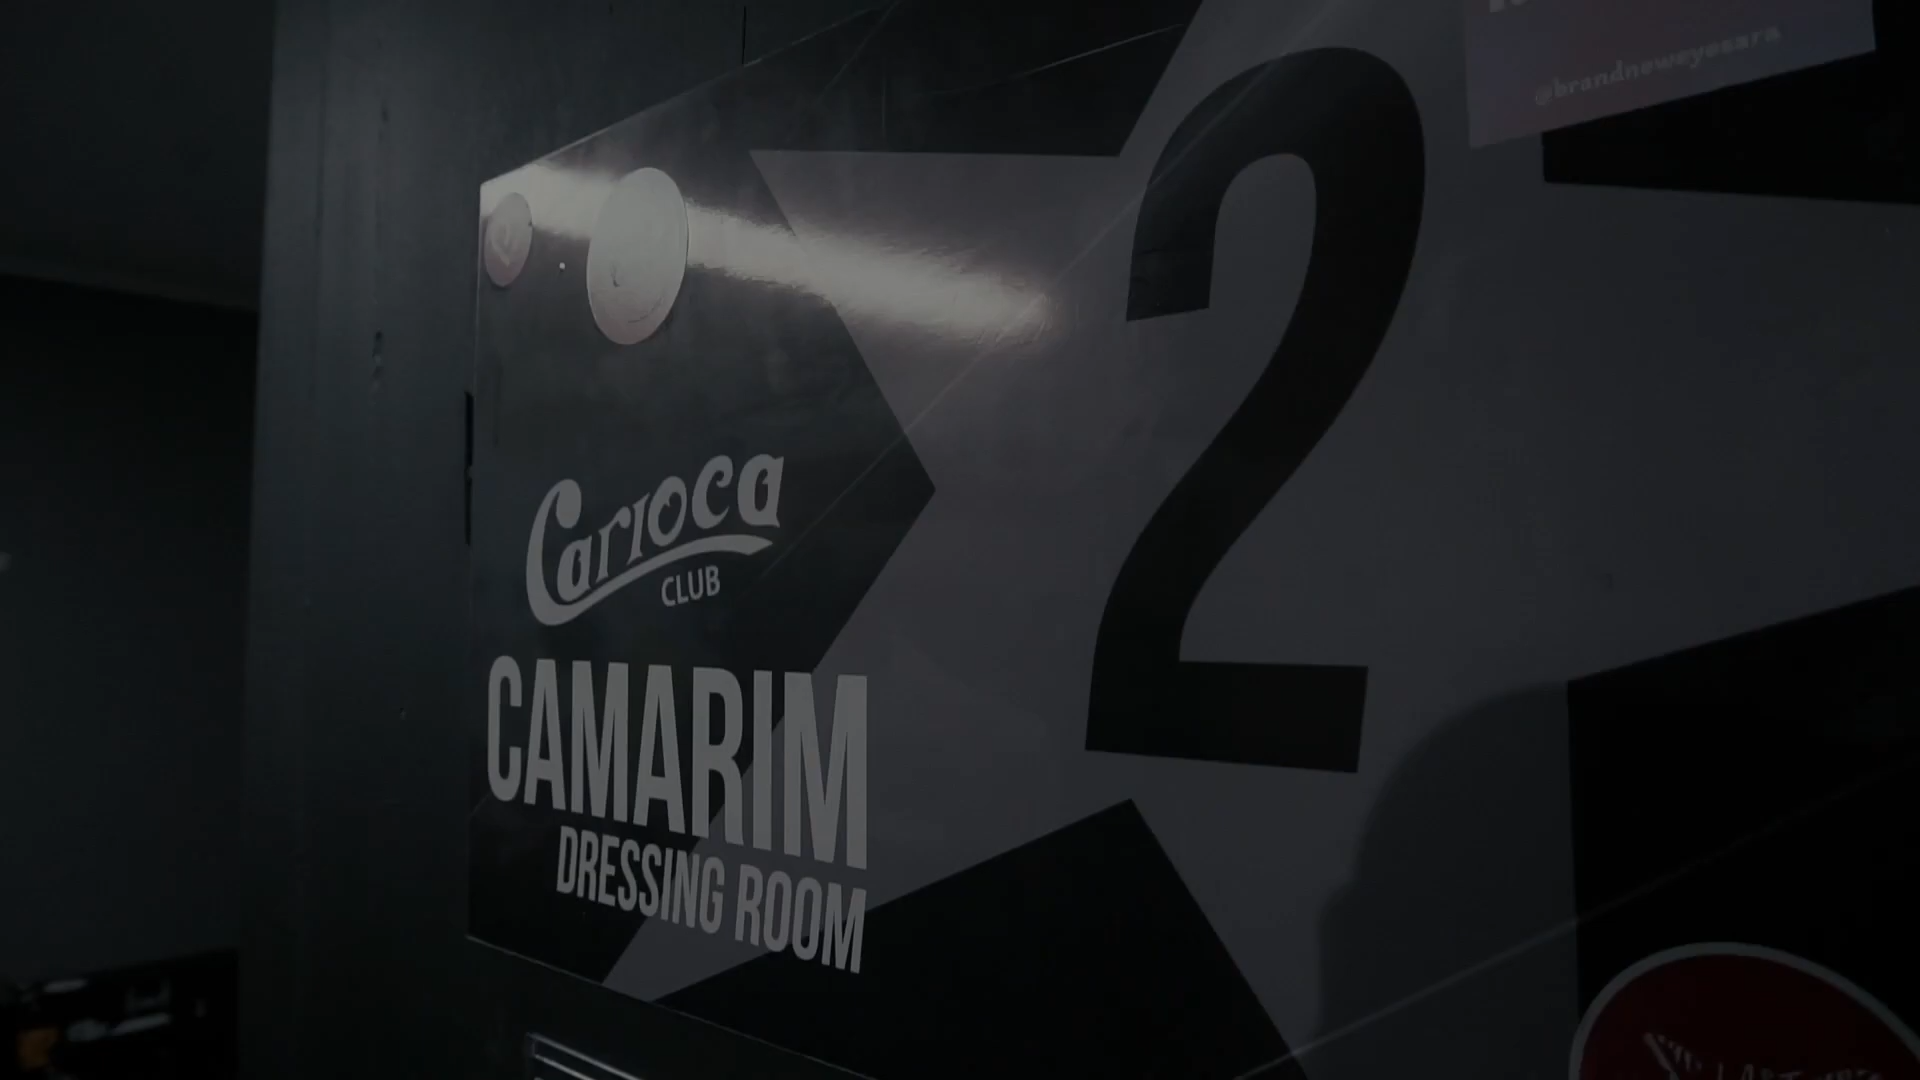 @brandneweyesara
2
Carioca
CLUB
CAMARIM
DRESSING ROOM